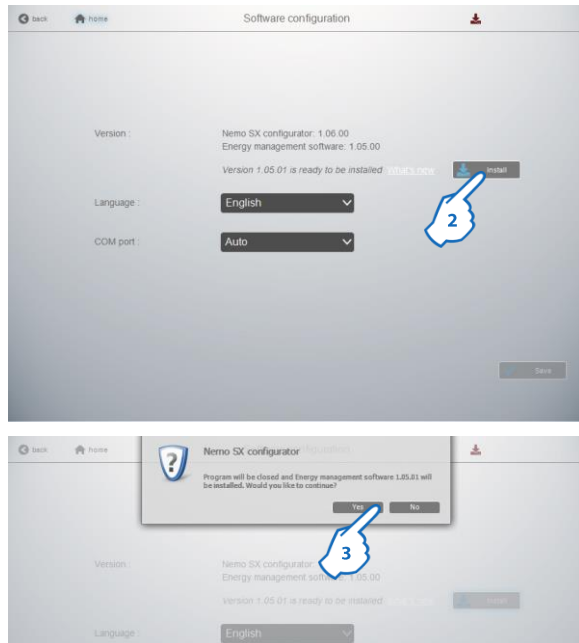 back
home
Software configuration
Version :
Nemo SX configurator: 1.06.00
Energy management software: 1.05.00
Version 1.05.01 is ready to be installed What's new
Install
2
Language :
English
COM port :
Auto
Save
back
home
Nemo SX configurator
Program will be closed and Energy management software 1.05.01 will
be installed. Would you like to continue?
Yes
No
3
Version :
Nemo SX configurator:
Energy management software: 1.05.00
Version 1.05.01 is ready to be installed
Language :
English